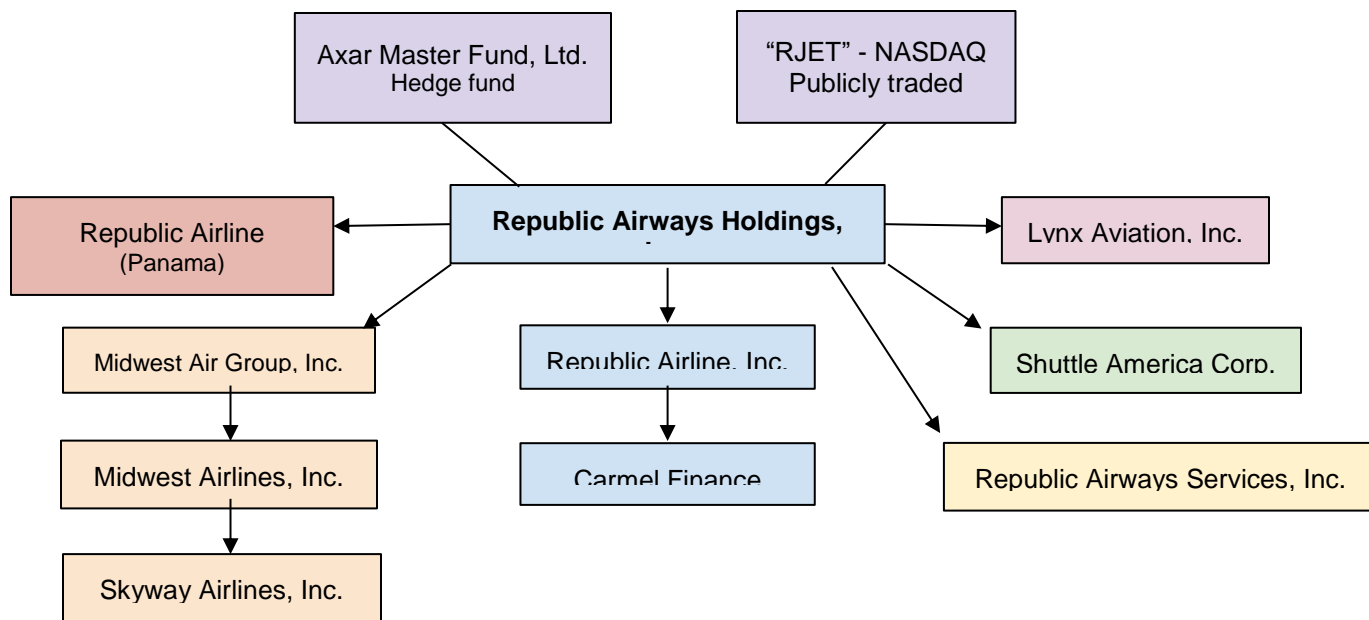 Axar Master Fund, Ltd.
Hedge fund
“RJET” - NASDAQ
Publicly traded
Republic Airways Holdings,
Republic Airline
(Panama)
Lynx Aviation, Inc.
Midwest Air Group, Inc.
Republic Airline, Inc.
Shuttle America Corp.
Midwest Airlines, Inc.
Carmel Finance
Republic Airways Services, Inc.
Skyway Airlines, Inc.